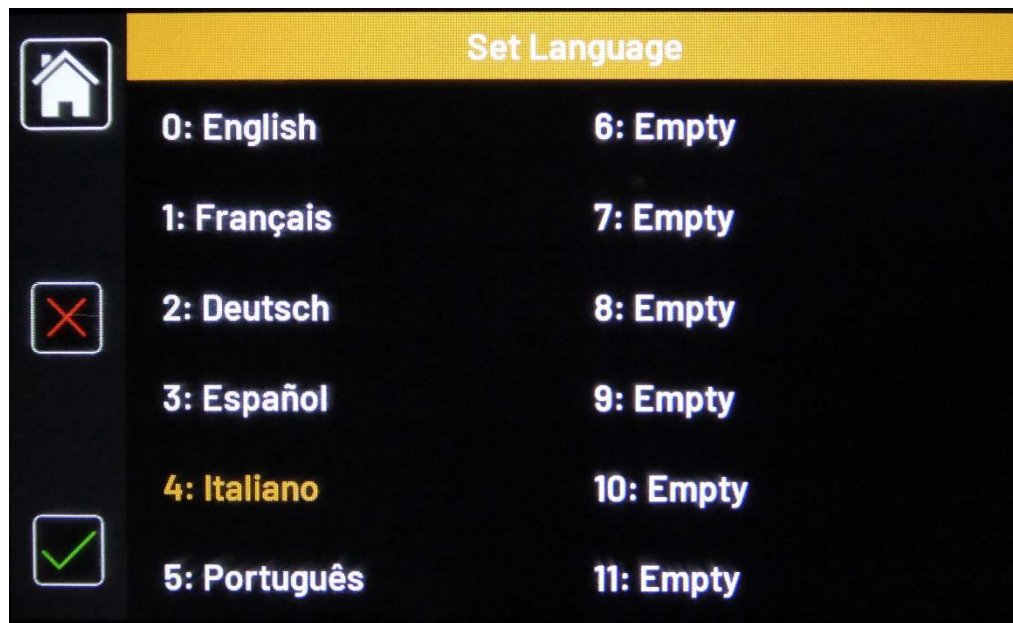 Set Language
0: English
1: Français
2: Deutsch
3: Español
4: Italiano
5: Português
6: Empty
7: Empty
8: Empty
9: Empty
10: Empty
11: Empty